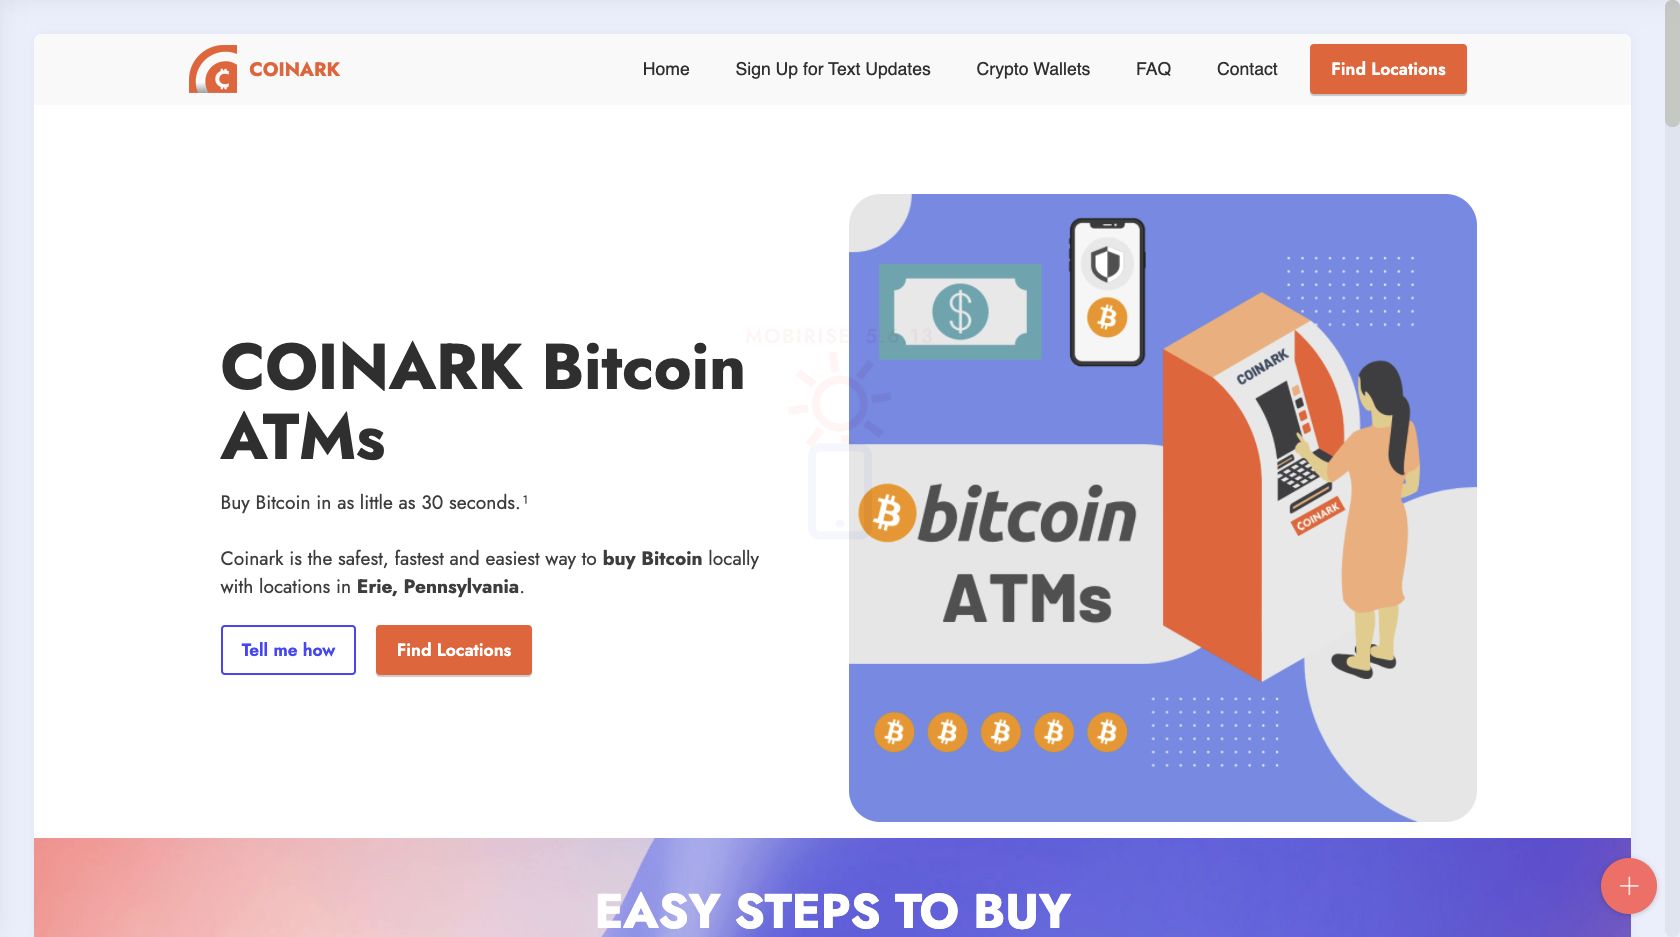 COINARK
Home
Sign Up for Text Updates
Crypto Wallets
FAQ
Contact
Find Locations
MOBIRISE 5.6.13
COINARK Bitcoin
ATMs
Buy Bitcoin in as little as 30 seconds.¹
Coinark is the safest, fastest and easiest way to buy Bitcoin locally
with locations in Erie, Pennsylvania.
Tell me how
Find Locations
COINARK
bitcoin
ATMs
COINARK
EASY STEPS TO BUY